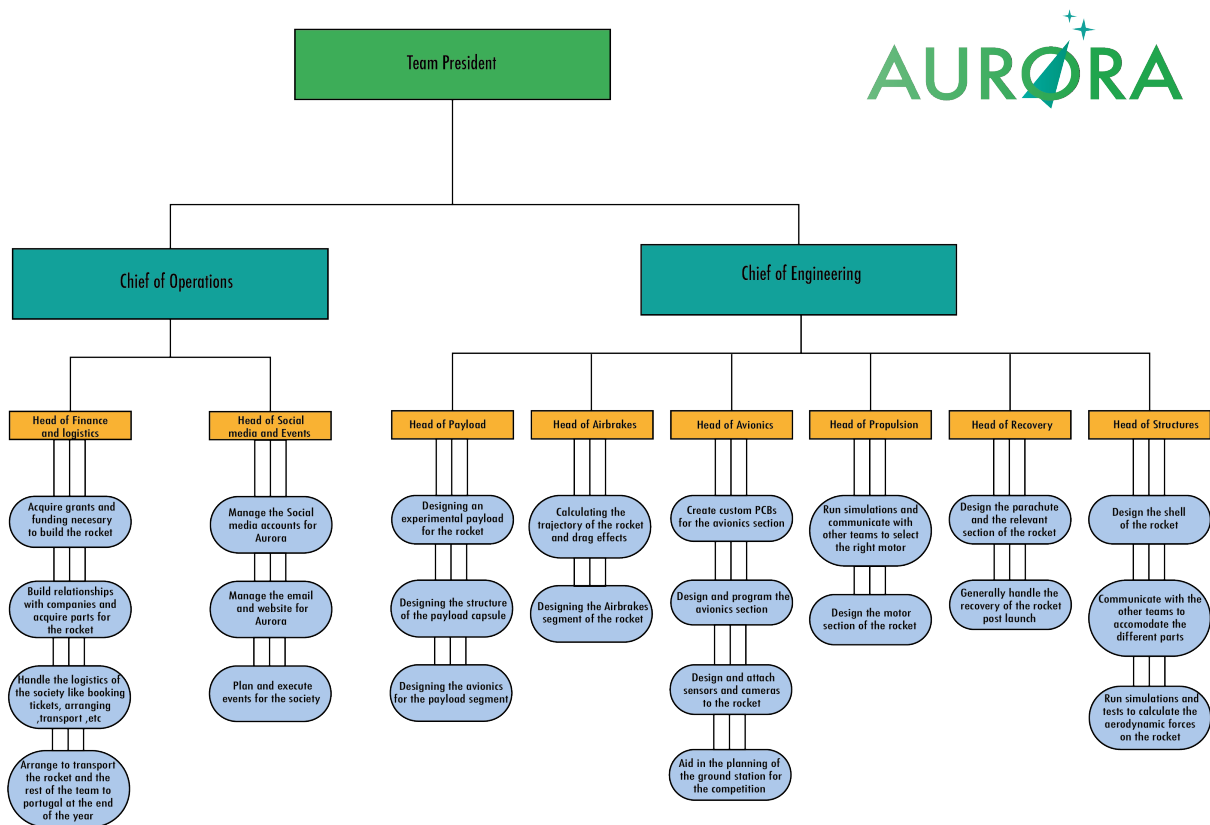 Team President
AURORA
Chief of Operations
Chief of Engineering
Head of Finance
and logistics
Head of Social
media and Events
Head of Payload
Head of Airbrakes
Head of Avionics
Head of Propulsion
Head of Recovery
Head of Structures
Acquire grants and
funding necesary
to build the rocket
Build relationships
with companies and
acquire parts for
the rocket
Handle the logistics of
the society like booking
tickets, arranging
,transport ,etc
Arrange to transport
the rocket and the
rest of the team to
portugal at the end
of the year
Manage the Social
media accounts for
Aurora
Manage the email
and website for
Aurora
Plan and execute
events for the society
Designing an
experimental payload
for the rocket
Designing the structure
of the payload capsule
Designing the avionics
for the payload segment
Calculating the
trajectory of the rocket
and drag effects
Designing the Airbrakes
segment of the rocket
Create custom PCBs
for the avionics section
Design and program the
avionics section
Design and attach
sensors and cameras
to the rocket
Aid in the planning of
the ground station for
the competition
Run simulations and
communicate with
other teams to select
the right motor
Design the motor
section of the rocket
Design the parachute
and the relevant
section of the rocket
Generally handle the
recovery of the rocket
post launch
Design the shell
of the rocket
Communicate with the
other teams to
accomodate the
different parts
Run simulations and
tests to calculate the
aerodynamic forces
on the rocket